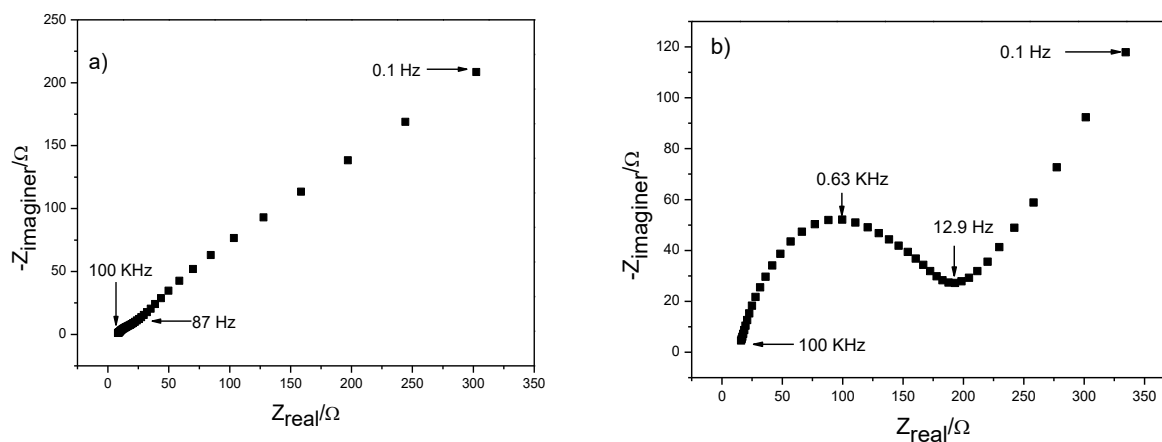 a)
250
200
150
100
50
0
-Z imaginer/Ω
0.1 Hz
100 KHz
87 Hz
0 50 100 150 200 250 300 350
Z real/Ω
b)
120
100
80
60
40
20
0
-Z imaginer/Ω
0.1 Hz
0.63 KHz
12.9 Hz
100 KHz
0 50 100 150 200 250 300 350
Z real/Ω